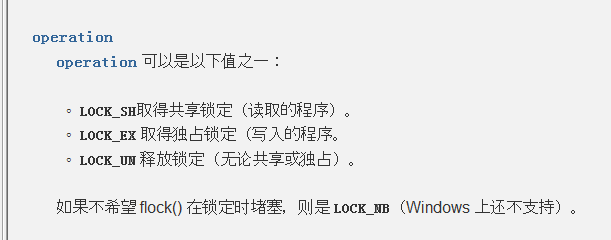 operation
operation 可以是以下值之一：
LOCK_SH取得共享锁定（读取的程序）。
LOCK_EX 取得独占锁定（写入的程序。
LOCK_UN 释放锁定（无论共享或独占）。
如果不希望 flock() 在锁定时堵塞，则是 LOCK_NB（Windows 上还不支持）。